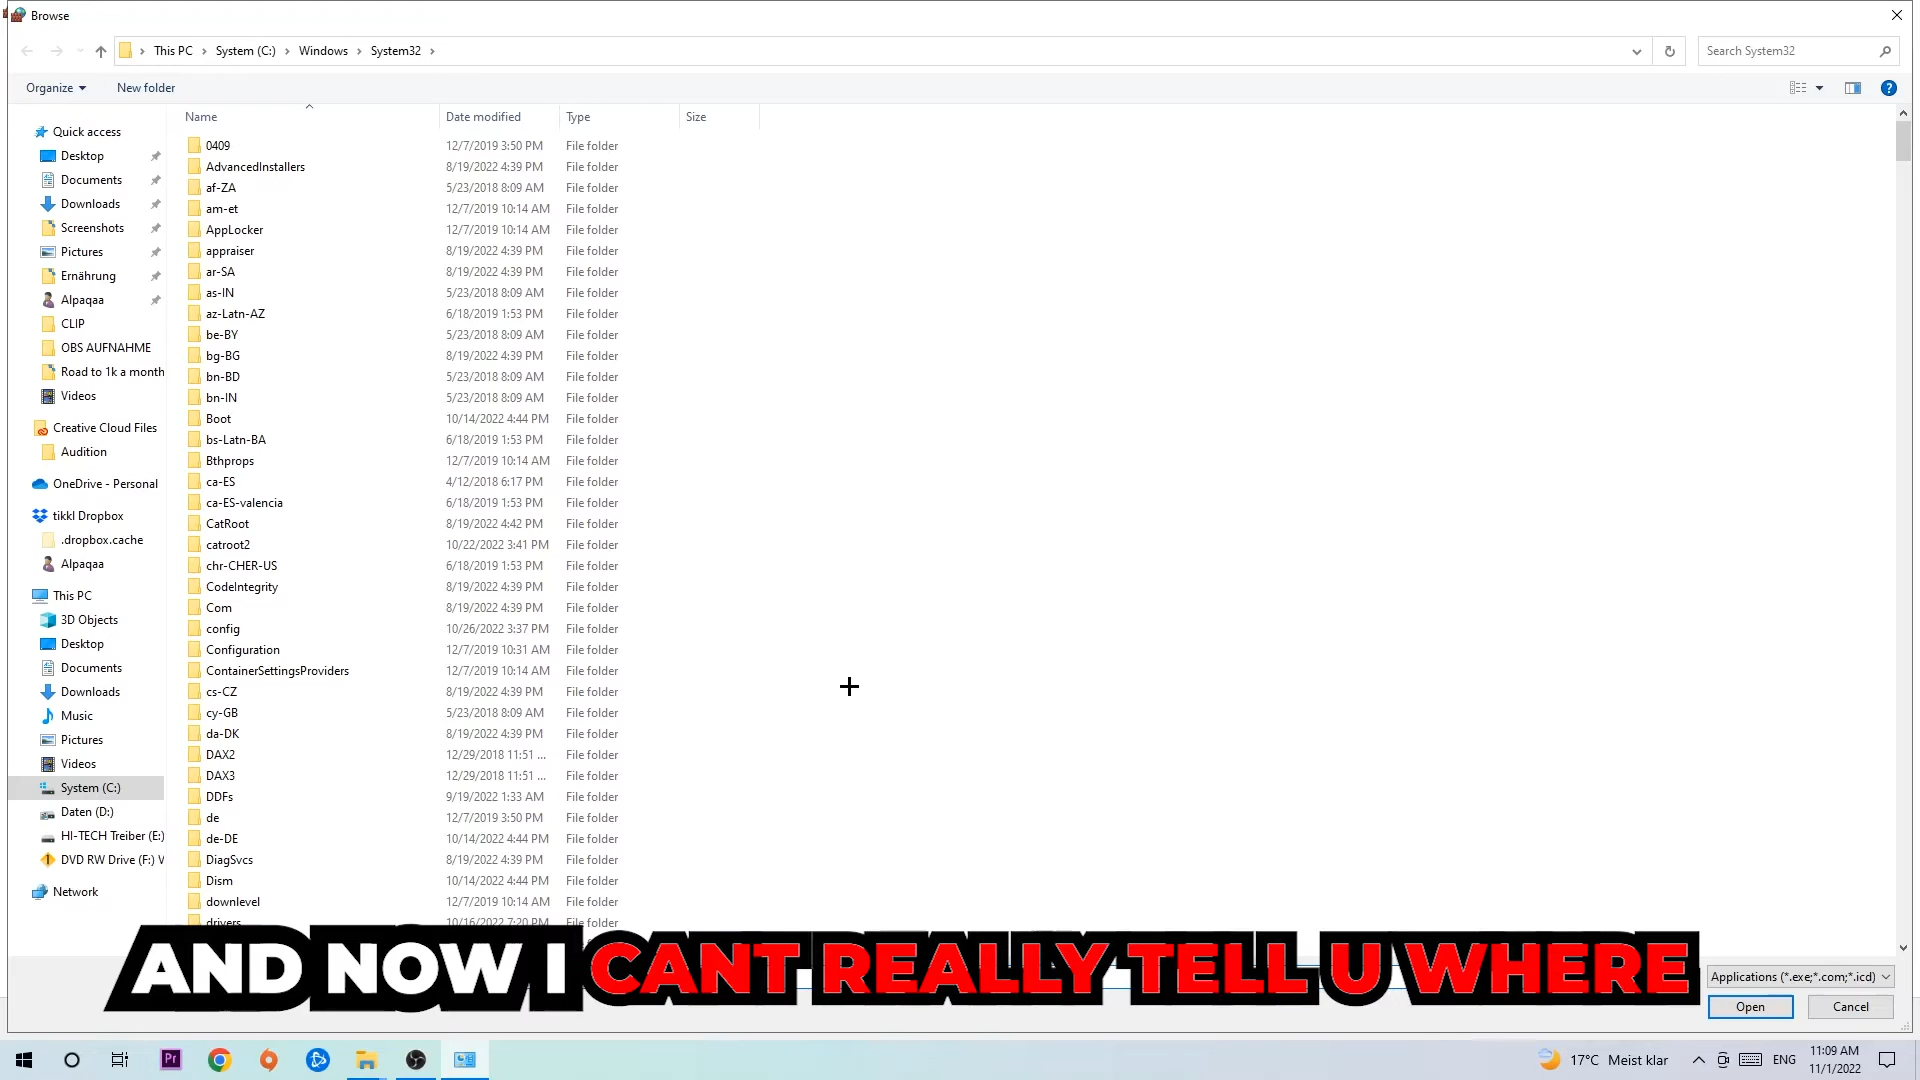 Browse
This PC > System (C:) > Windows > System32 >
Search System32
Organize
New folder
Name Date modified Type Size
Quick access
Desktop
Documents
Downloads
Screenshots
Pictures
Ernährung
Alpaqaa
CLIP
OBS AUFNAHME
Road to 1k a month
Videos
Creative Cloud Files
Audition
OneDrive - Personal
tikkl Dropbox
.dropbox.cache
Alpaqaa
This PC
3D Objects
Desktop
Documents
Downloads
Music
Pictures
Videos
System (C:)
Daten (D:)
HI-TECH Treiber (E:)
DVD RW Drive (F:) V
Network
0409 12/7/2019 3:50 PM File folder
AdvancedInstallers 8/19/2022 4:39 PM File folder
af-ZA 5/23/2018 8:09 AM File folder
am-et 12/7/2019 10:14 AM File folder
AppLocker 12/7/2019 10:14 AM File folder
appraiser 8/19/2022 4:39 PM File folder
ar-SA 8/19/2022 4:39 PM File folder
as-IN 5/23/2018 8:09 AM File folder
az-Latn-AZ 6/18/2019 1:53 PM File folder
be-BY 5/23/2018 8:09 AM File folder
bg-BG 8/19/2022 4:39 PM File folder
bn-BD 5/23/2018 8:09 AM File folder
bn-IN 5/23/2018 8:09 AM File folder
Boot 10/14/2022 4:44 PM File folder
bs-Latn-BA 6/18/2019 1:53 PM File folder
Bthprops 12/7/2019 10:14 AM File folder
ca-ES 4/12/2018 6:17 PM File folder
ca-ES-valencia 6/18/2019 1:53 PM File folder
CatRoot 8/19/2022 4:42 PM File folder
catroot2 10/22/2022 3:41 PM File folder
chr-CHER-US 6/18/2019 1:53 PM File folder
CodeIntegrity 8/19/2022 4:39 PM File folder
Com 8/19/2022 4:39 PM File folder
config 10/26/2022 3:37 PM File folder
Configuration 12/7/2019 10:31 AM File folder
ContainerSettingsProviders 12/7/2019 10:14 AM File folder
cs-CZ 8/19/2022 4:39 PM File folder
cy-GB 5/23/2018 8:09 AM File folder
da-DK 8/19/2022 4:39 PM File folder
DAX2 12/29/2018 11:51 ... File folder
DAX3 12/29/2018 11:51 ... File folder
DDFs 9/19/2022 1:33 AM File folder
de 12/7/2019 3:50 PM File folder
de-DE 10/14/2022 4:44 PM File folder
DiagSvcs 8/19/2022 4:39 PM File folder
Dism 10/14/2022 4:44 PM File folder
downlevel 12/7/2019 10:14 AM File folder
drivers 10/16/2022 7:20 PM File folder
AND NOW I CANT REALLY TELL U WHERE
Applications (*.exe;*.com;*.icd)
Open Cancel
Pr
17°C Meist klar
ENG
11:09 AM
11/1/2022